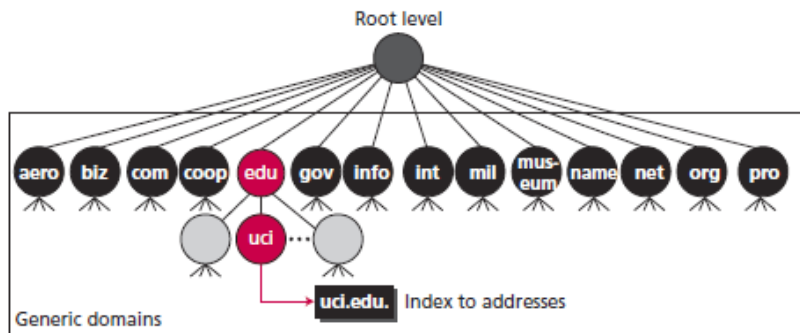 Root level
aero biz com coop edu gov info int mil mus-
eum name net org pro
uci
uci.edu. Index to addresses
Generic domains